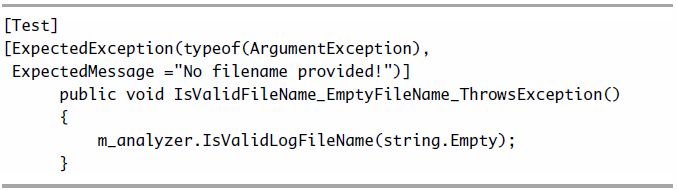 [Test]
[ExpectedException(typeof(ArgumentException),
 ExpectedMessage ="No filename provided!")]
      public void IsValidFileName_EmptyFileName_ThrowsException()
      {
          m_analyzer.IsValidLogFileName(string.Empty);
      }